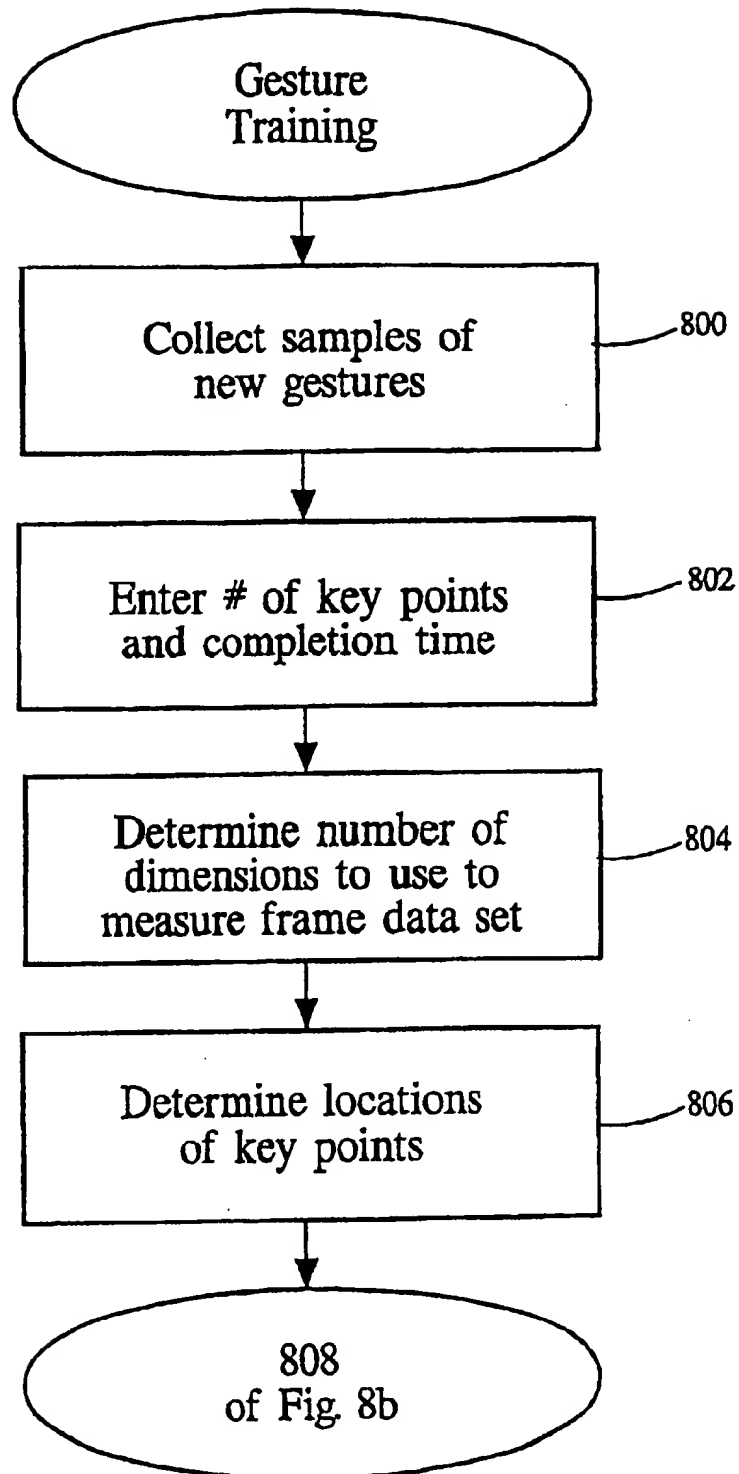 Gesture
Training
Collect samples of
new gestures
800
Enter # of key points
and completion time
802
Determine number of
dimensions to use to
measure frame data set
804
Determine locations
of key points
806
808
of Fig. 8b